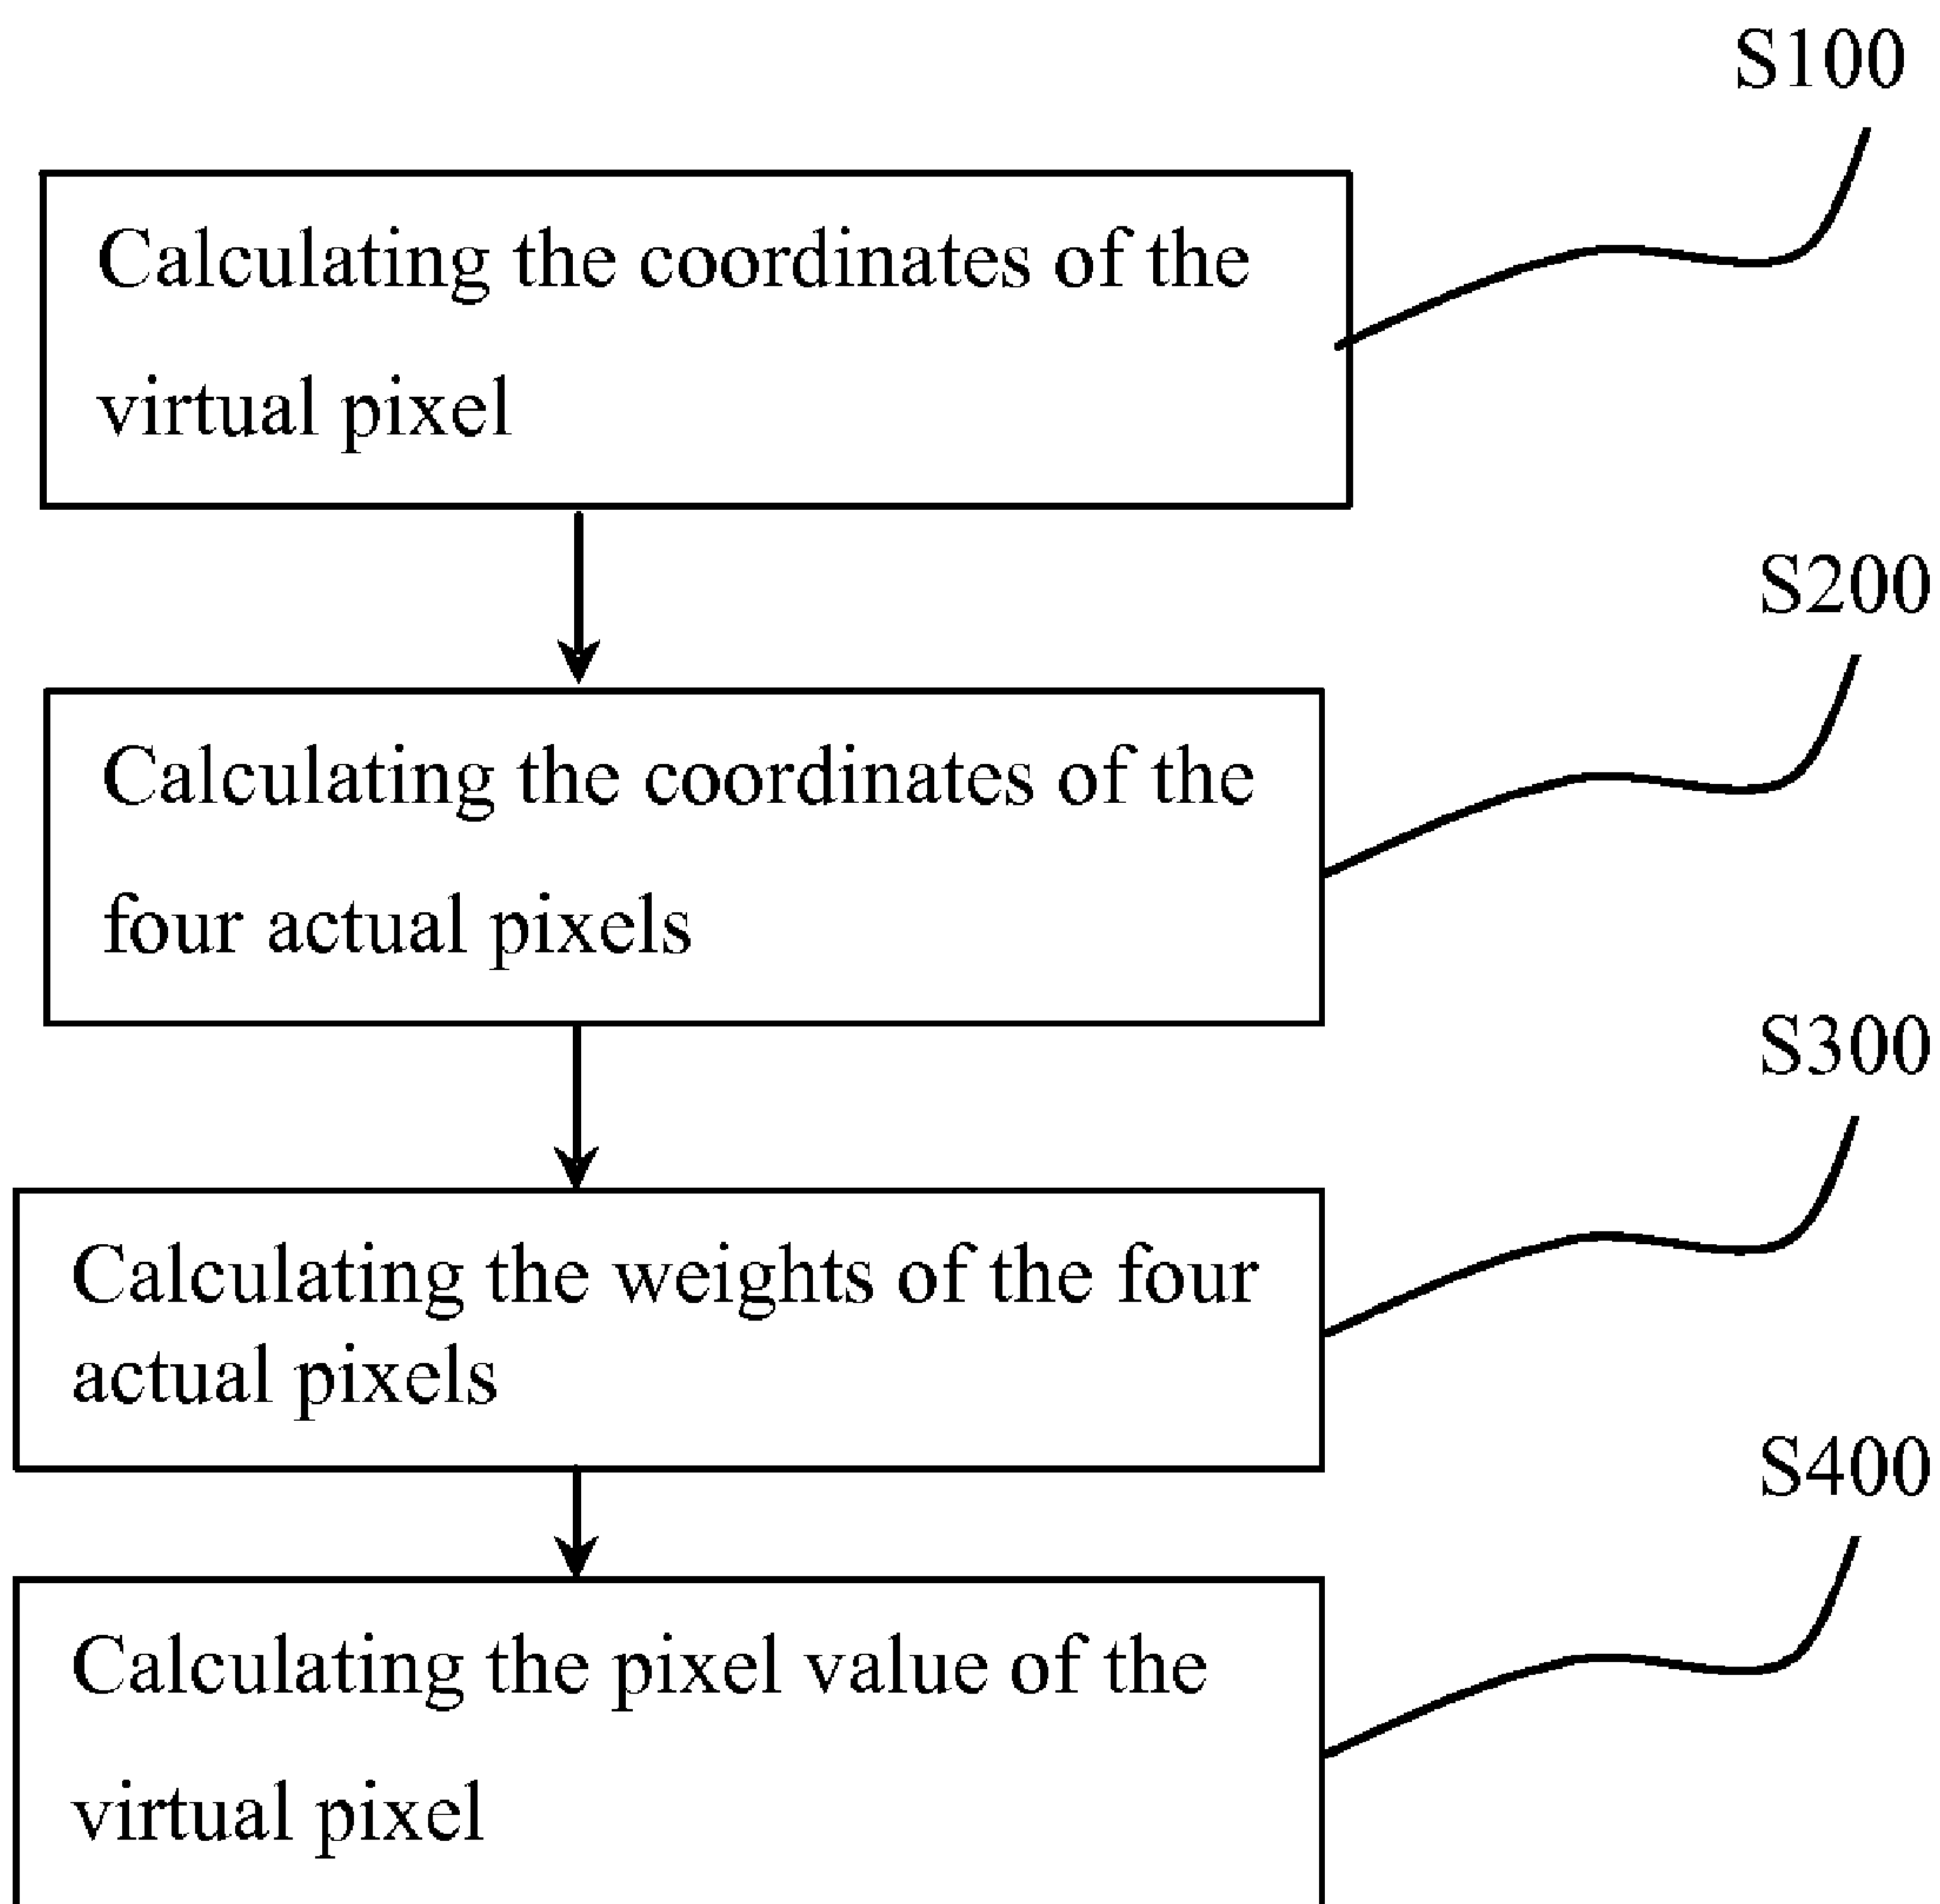 S100
Calculating the coordinates of the
virtual pixel
S200
Calculating the coordinates of the
four actual pixels
S300
Calculating the weights of the four
actual pixels
S400
Calculating the pixel value of the
virtual pixel